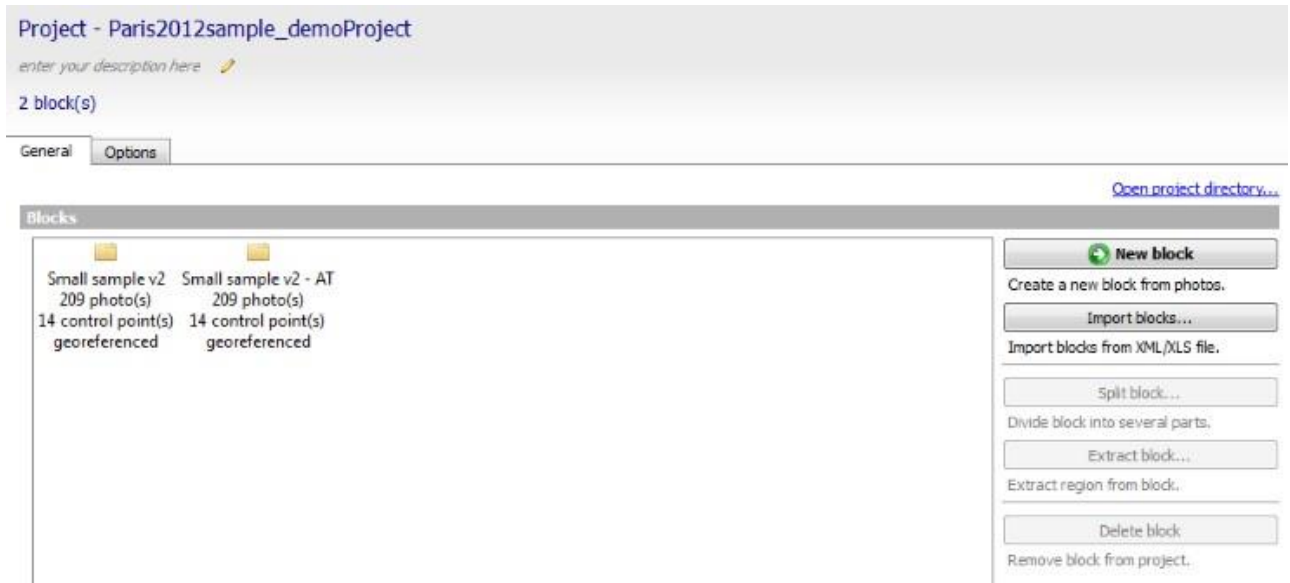 Project - Paris2012sample_demoProject
enter your description here
2 block(s)
General
Options
Open project directory...
Blocks
Small sample v2
209 photo(s)
14 control point(s)
georeferenced
Small sample v2 - AT
209 photo(s)
14 control point(s)
georeferenced
New block
Create a new block from photos.
Import blocks...
Import blocks from XML/XLS file.
Split block...
Divide block into several parts.
Extract block...
Extract region from block.
Delete block
Remove block from project.